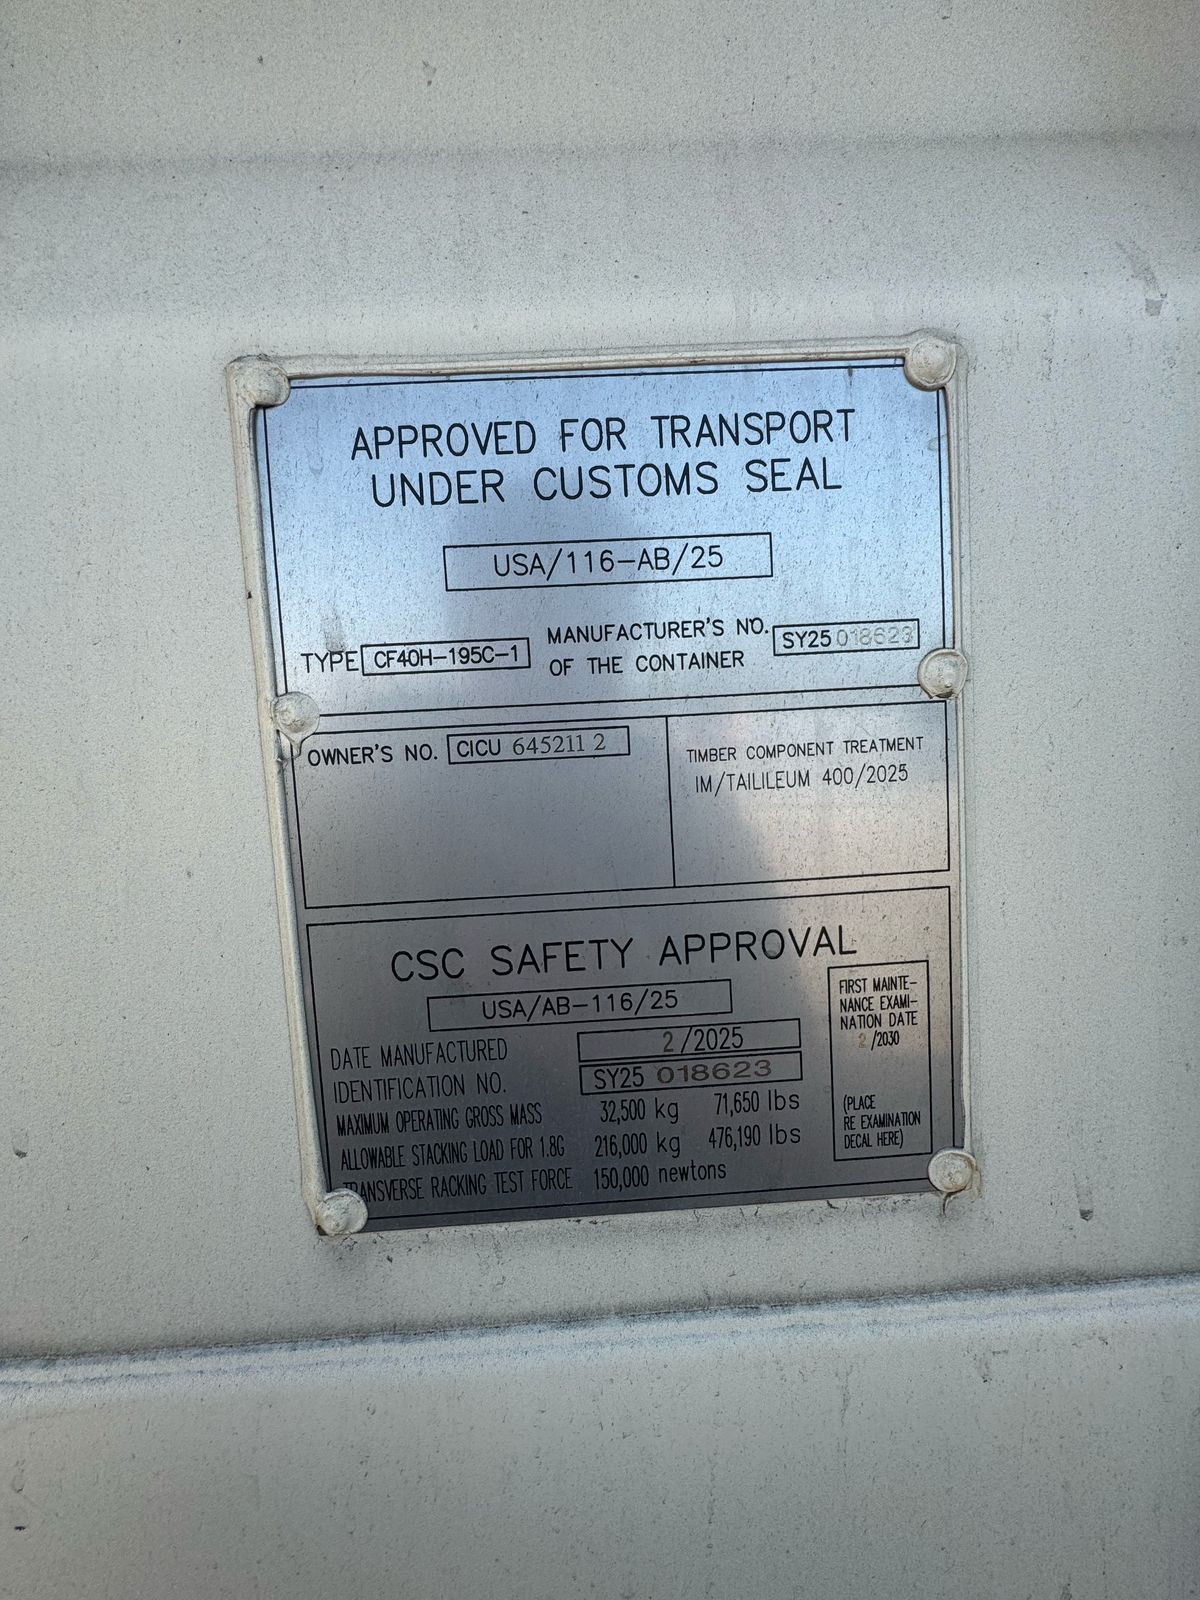 APPROVED FOR TRANSPORT
UNDER CUSTOMS SEAL
USA/116-AB/25
TYPE CF40H-195C-1
MANUFACTURER'S NO.
OF THE CONTAINER
SY25 018623
OWNER'S NO. CICU 645211 2
TIMBER COMPONENT TREATMENT
IM/TAILILEUM 400/2025
CSC SAFETY APPROVAL
USA/AB-116/25
DATE MANUFACTURED 2/2025
IDENTIFICATION NO. SY25 018623
MAXIMUM OPERATING GROSS MASS 32,500 kg 71,650 lbs
ALLOWABLE STACKING LOAD FOR 1.8G 216,000 kg 476,190 lbs
TRANSVERSE RACKING TEST FORCE 150,000 newtons
FIRST MAINTE-
NANCE EXAMI-
NATION DATE
2/2030
(PLACE
RE EXAMINATION
DECAL HERE)